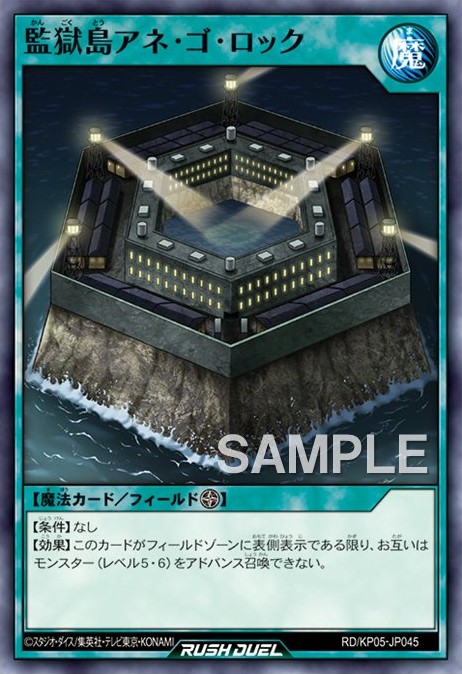 監獄島アネ・ゴ・ロック
魔
SAMPLE
【魔法カード／フィールド】
【条件】なし
【効果】このカードがフィールドゾーンに表側表示である限り、お互いは
モンスター（レベル5・6）をアドバンス召喚できない。
©スタジオ・ダイス/集英社・テレビ東京・KONAMI
RUSH DUEL
RD/KP05-JP045